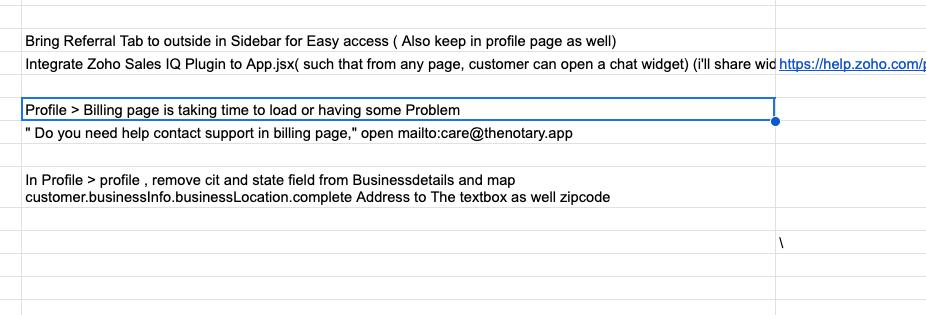 Bring Referral Tab to outside in Sidebar for Easy access ( Also keep in profile page as well)
Integrate Zoho Sales IQ Plugin to App.jsx( such that from any page, customer can open a chat widget) (i'll share wid https://help.zoho.com/p
Profile > Billing page is taking time to load or having some Problem
" Do you need help contact support in billing page," open mailto:care@thenotary.app
In Profile > profile , remove cit and state field from Businessdetails and map
customer.businessInfo.businessLocation.complete Address to The textbox as well zipcode
\